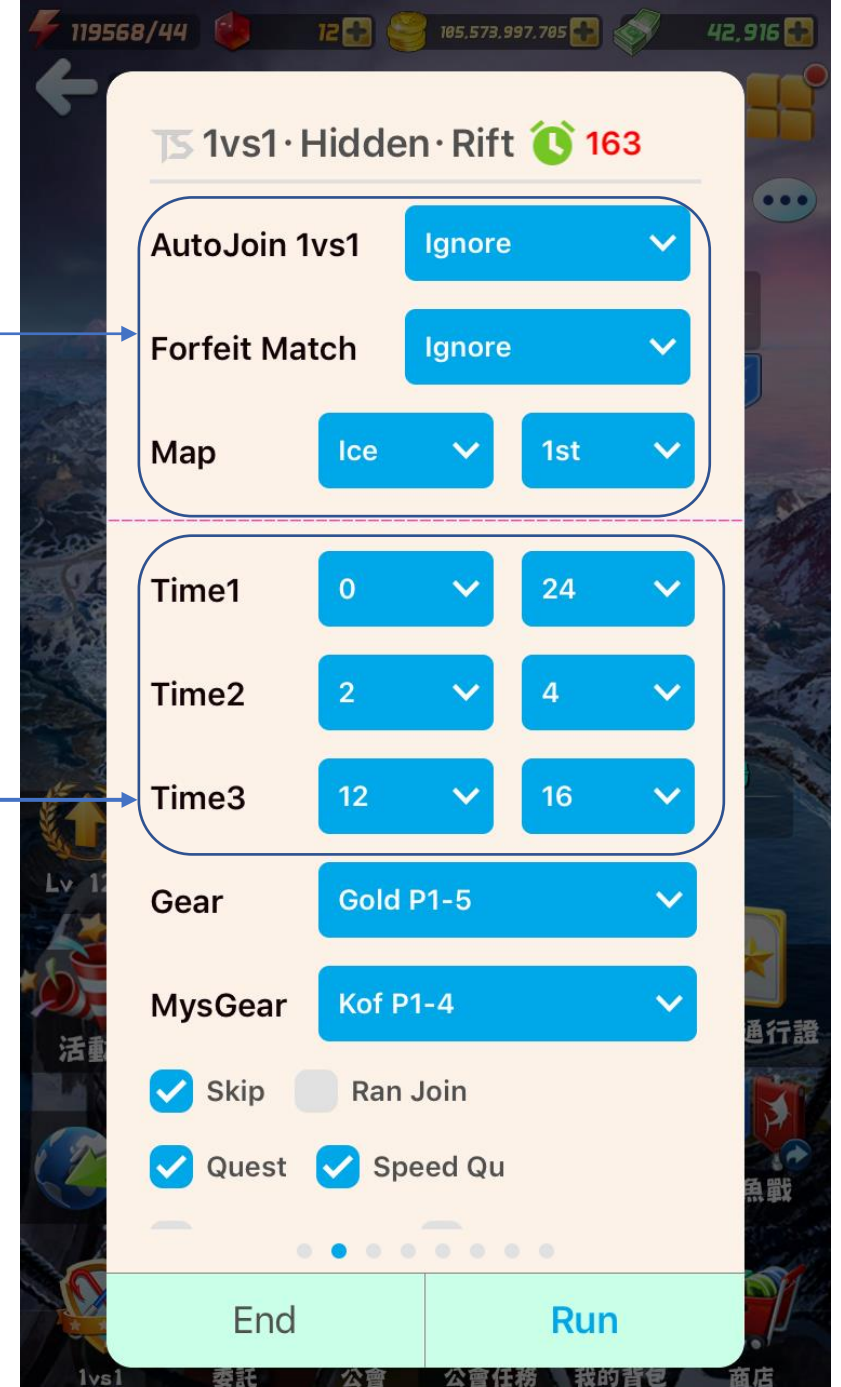 119568/44 12 105,573,997,705 42,916
TS 1vs1·Hidden·Rift 163
AutoJoin 1vs1 Ignore
Forfeit Match Ignore
Map Ice 1st
Time1 0 24
Time2 2 4
Time3 12 16
Lv
Gear Gold P1-5
MysGear Kof P1-4
活動
通行證
Skip Ran Join
Quest Speed Qu
魚戰
End Run
1vs1 委託 公會 公會任務 我的背包 商店